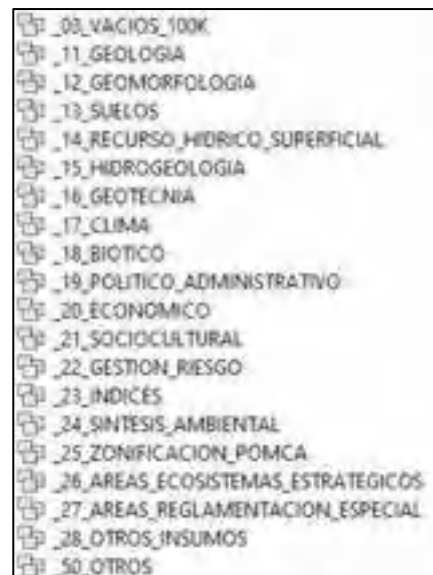 _03_VACIOS_100K
_11_GEOLOGIA
_12_GEOMORFOLOGIA
_13_SUELOS
_14_RECURSO_HIDRICO_SUPERFICIAL
_15_HIDROGEOLOGIA
_16_GEOTECNIA
_17_CLIMA
_18_BIOTICO
_19_POLITICO_ADMINISTRATIVO
_20_ECONOMICO
_21_SOCIOCULTURAL
_22_GESTION_RIESGO
_23_INDICES
_24_SINTESIS_AMBIENTAL
_25_ZONIFICACION_POMCA
_26_AREAS_ECOSISTEMAS_ESTRATEGICOS
_27_AREAS_REGLAMENTACION_ESPECIAL
_28_OTROS_INSUMOS
_50_OTROS